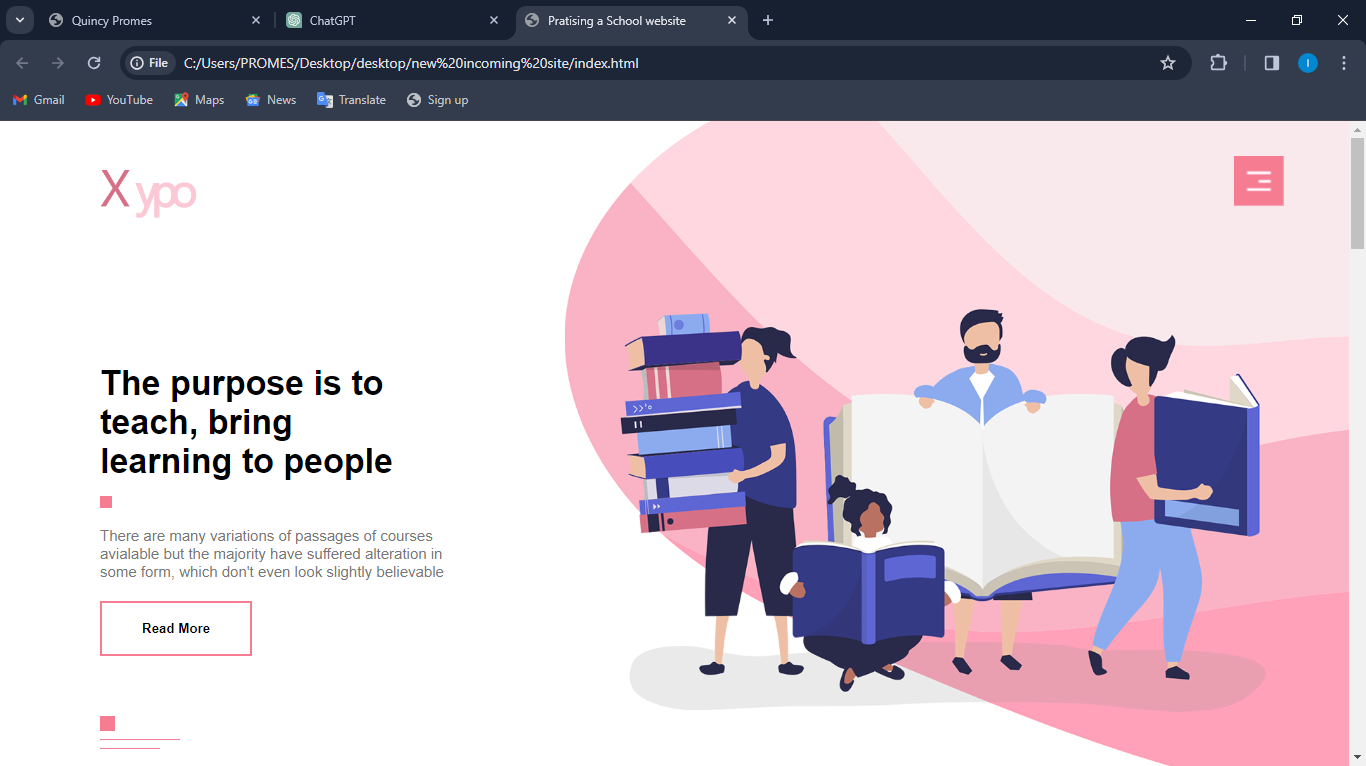 Quincy Promes
ChatGPT
Pratising a School website
File
C:/Users/PROMES/Desktop/desktop/new%20incoming%20site/index.html
I
Gmail
YouTube
Maps
News
Translate
Sign up
X ypo
The purpose is to
teach, bring
learning to people
There are many variations of passages of courses
avialable but the majority have suffered alteration in
some form, which don't even look slightly believable
Read More